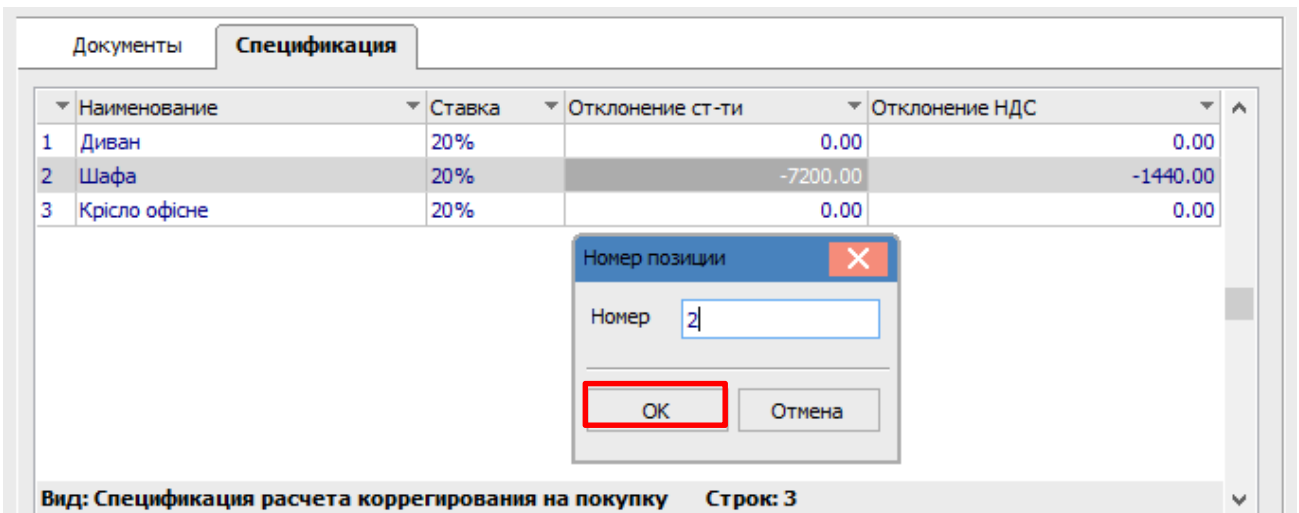 Документы Спецификация
Наименование Ставка Отклонение ст-ти Отклонение НДС
1 Диван 20% 0.00 0.00
2 Шафа 20% -7200.00 -1440.00
3 Крісло офісне 20% 0.00 0.00
Номер позиции
Номер 2
OK Отмена
Вид: Спецификация расчета коррегирования на покупку Строк: 3